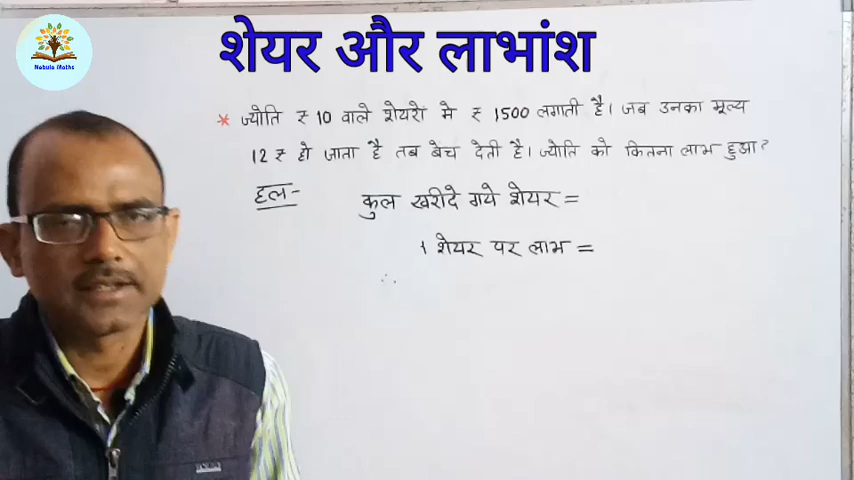 शेयर और लाभांश
Nebula Maths
* ज्योति ₹ 10 वाले शेयरों मे ₹ 1500 लगाती है। जब उनका मूल्य
12 ₹ हो जाता है तब बेच देती है। ज्योति को कितना लाभ हुआ?
हल-
कुल खरीदे गये शेयर =
1 शेयर पर लाभ =
∴